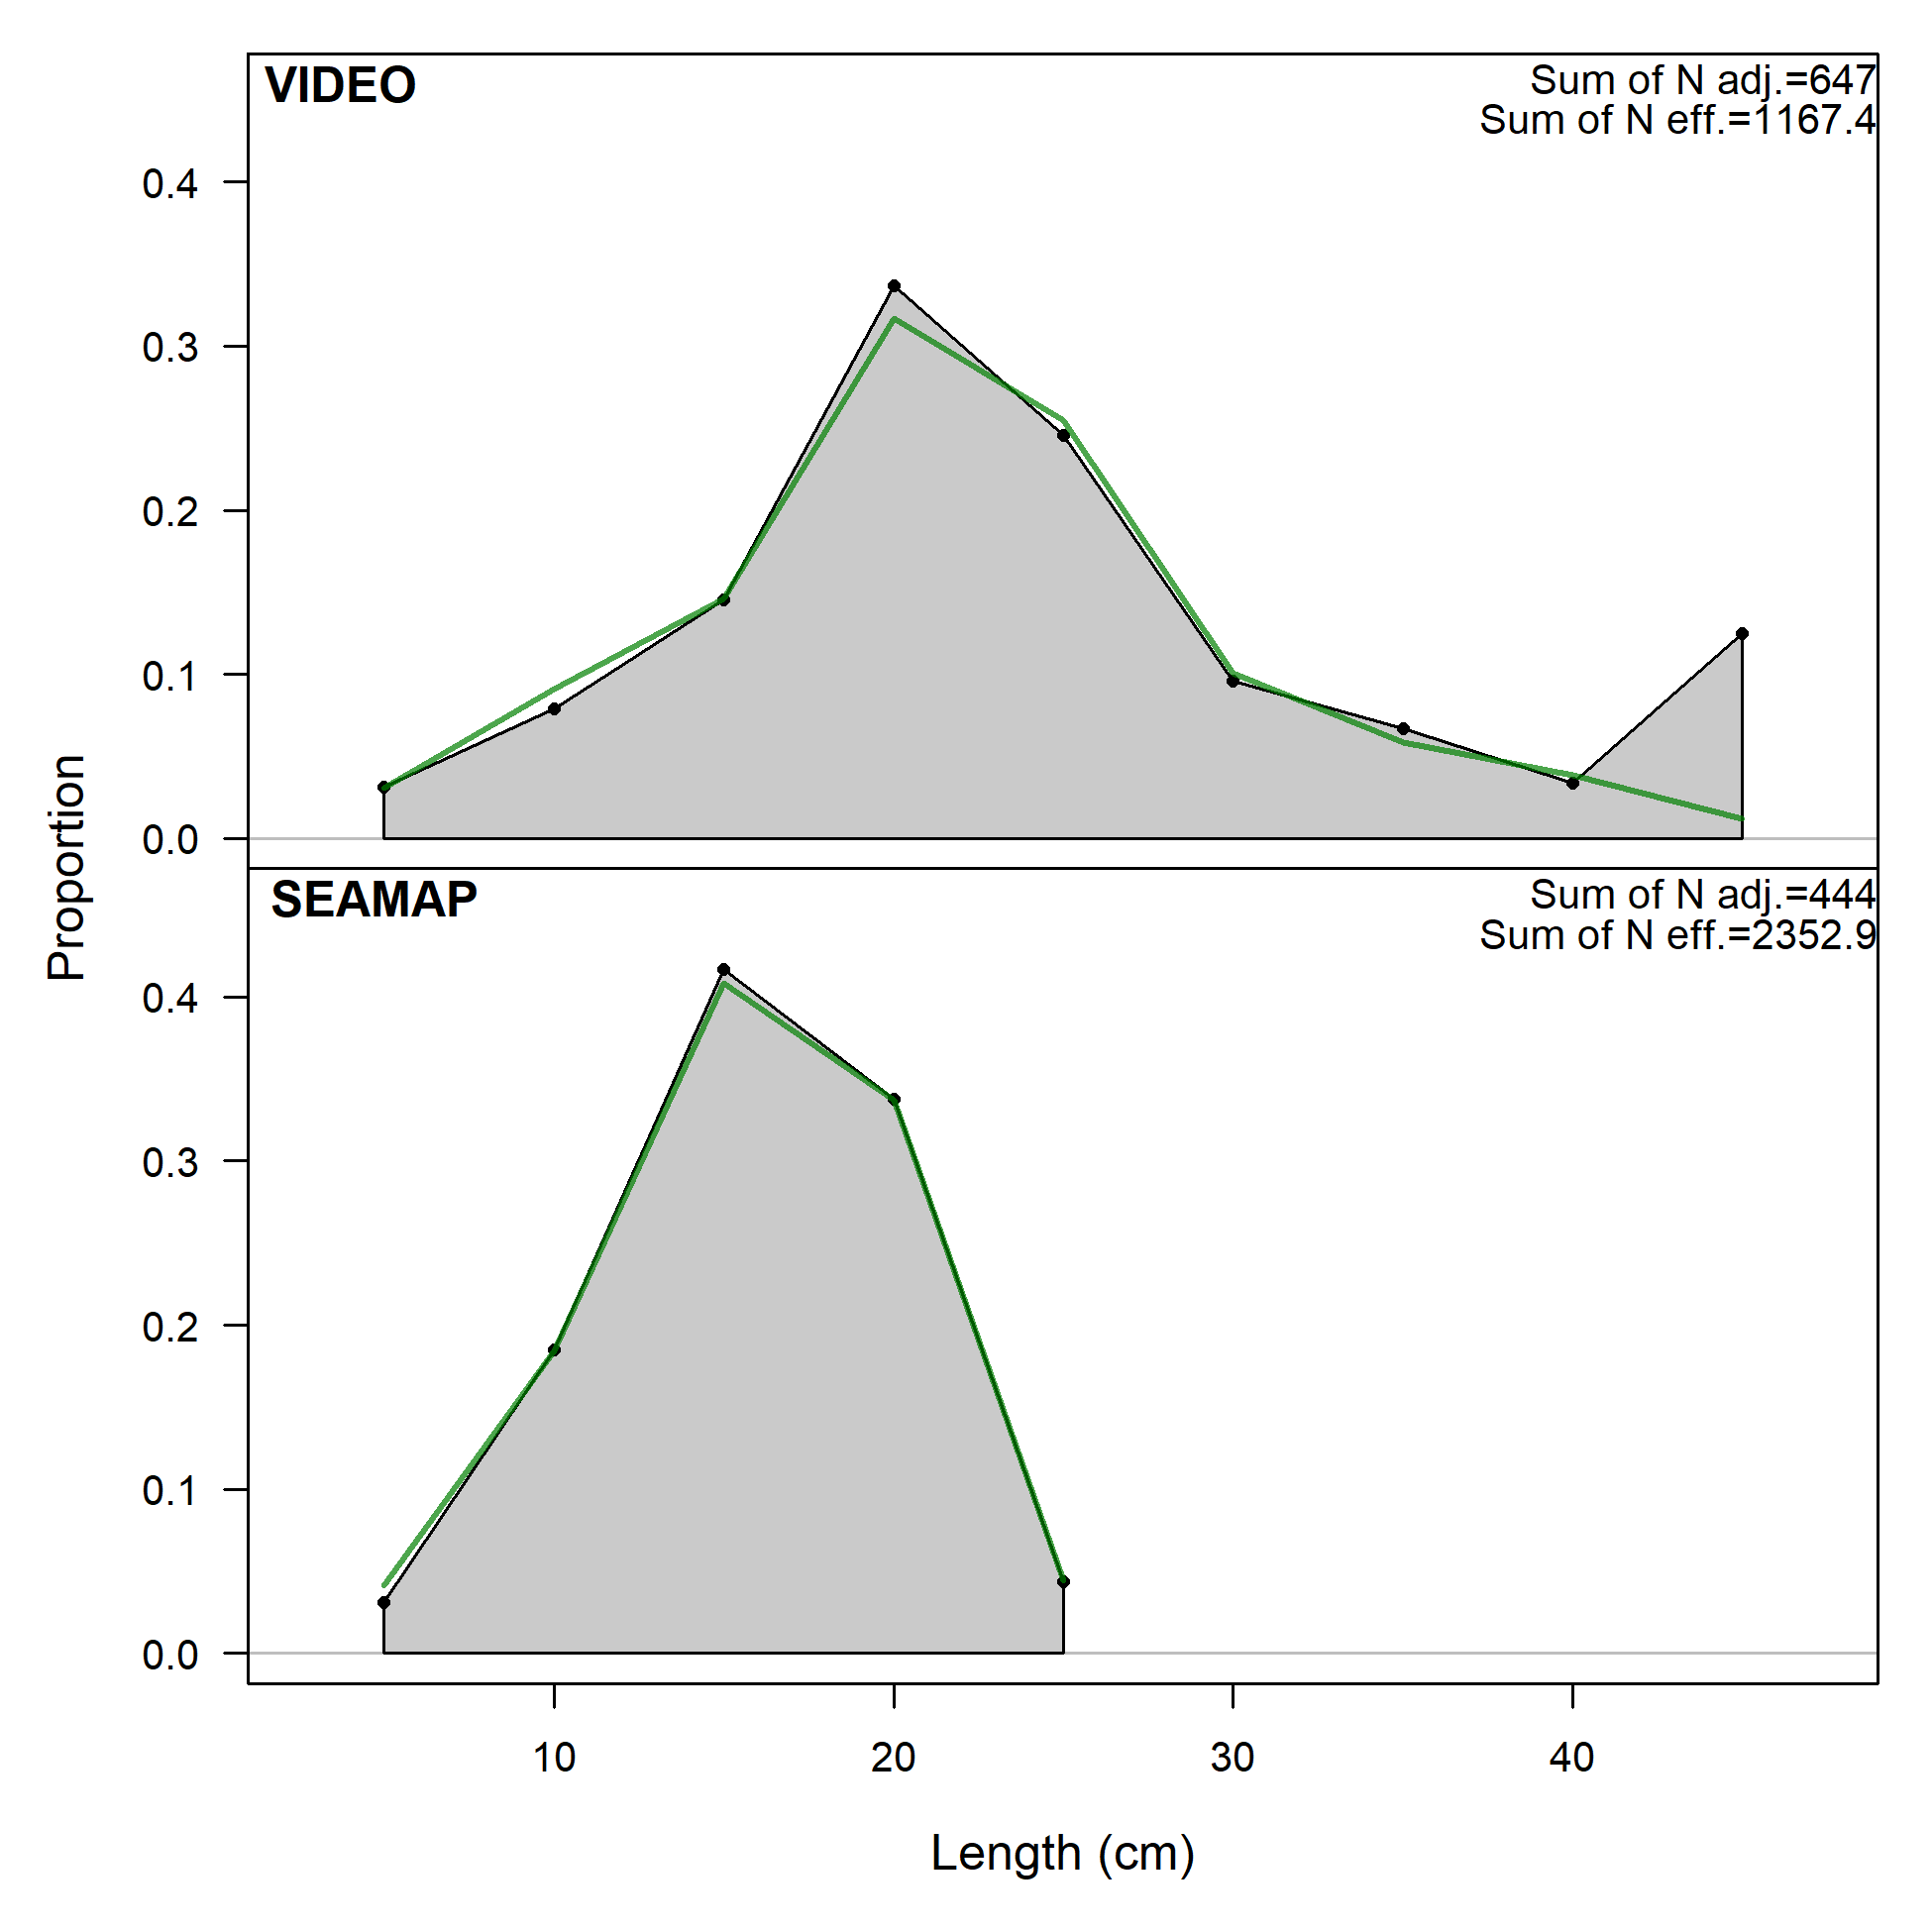 VIDEO
Sum of N adj.=647
Sum of N eff.=1167.4
0.4
0.3
0.2
0.1
0.0
SEAMAP
Sum of N adj.=444
Sum of N eff.=2352.9
0.4
0.3
0.2
0.1
0.0
Proportion
10 20 30 40
Length (cm)